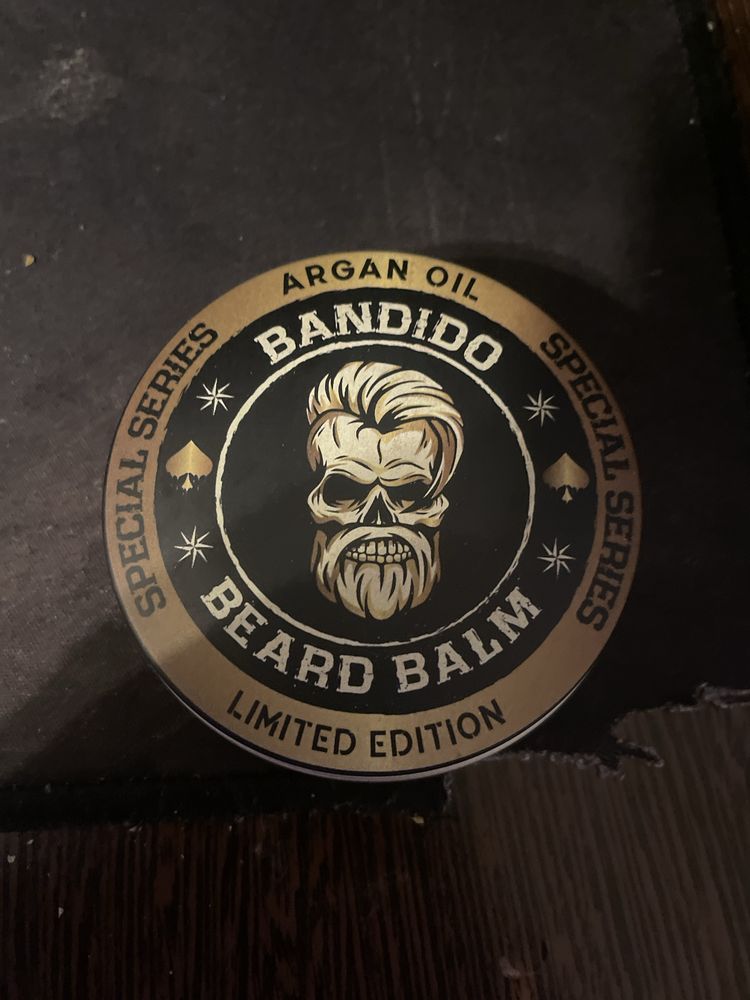 ARGAN OIL
SPECIAL SERIES
SPECIAL SERIES
BANDIDO
BEARD BALM
LIMITED EDITION